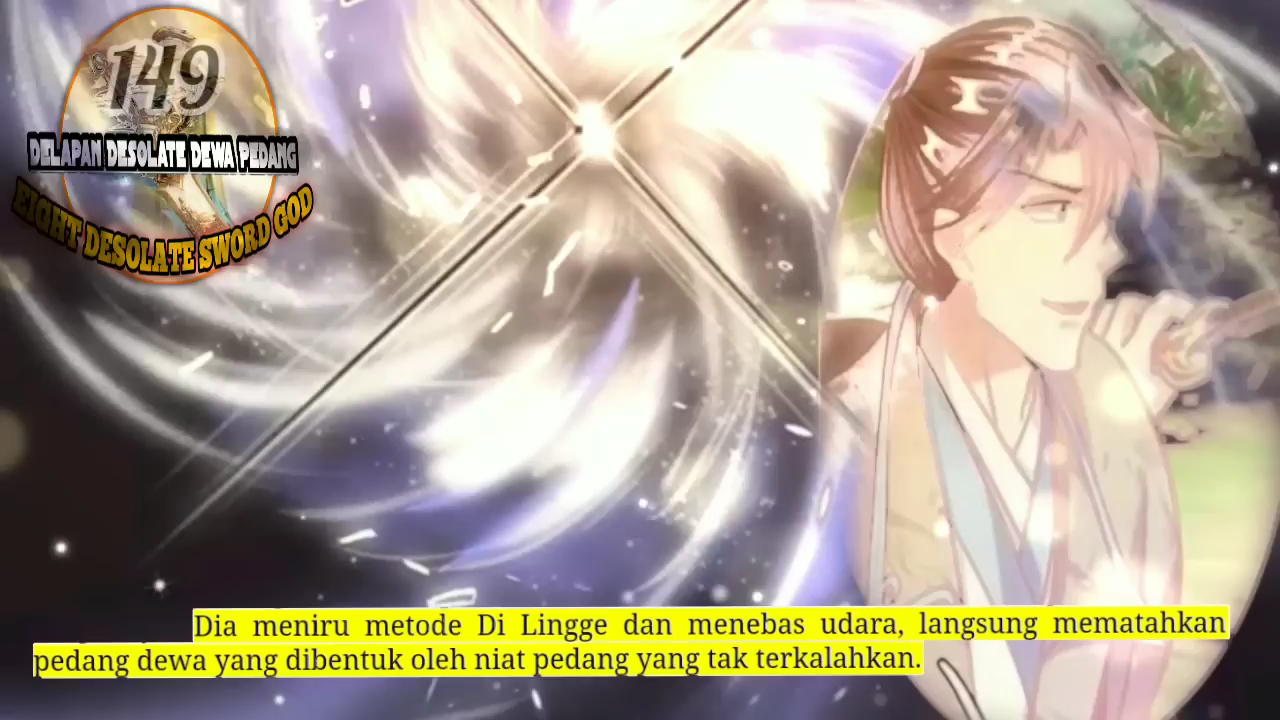 149
DELAPAN DESOLATE DEWA PEDANG
EIGHT DESOLATE SWORD GOD
Dia meniru metode Di Lingge dan menebas udara, langsung mematahkan
pedang dewa yang dibentuk oleh niat pedang yang tak terkalahkan.